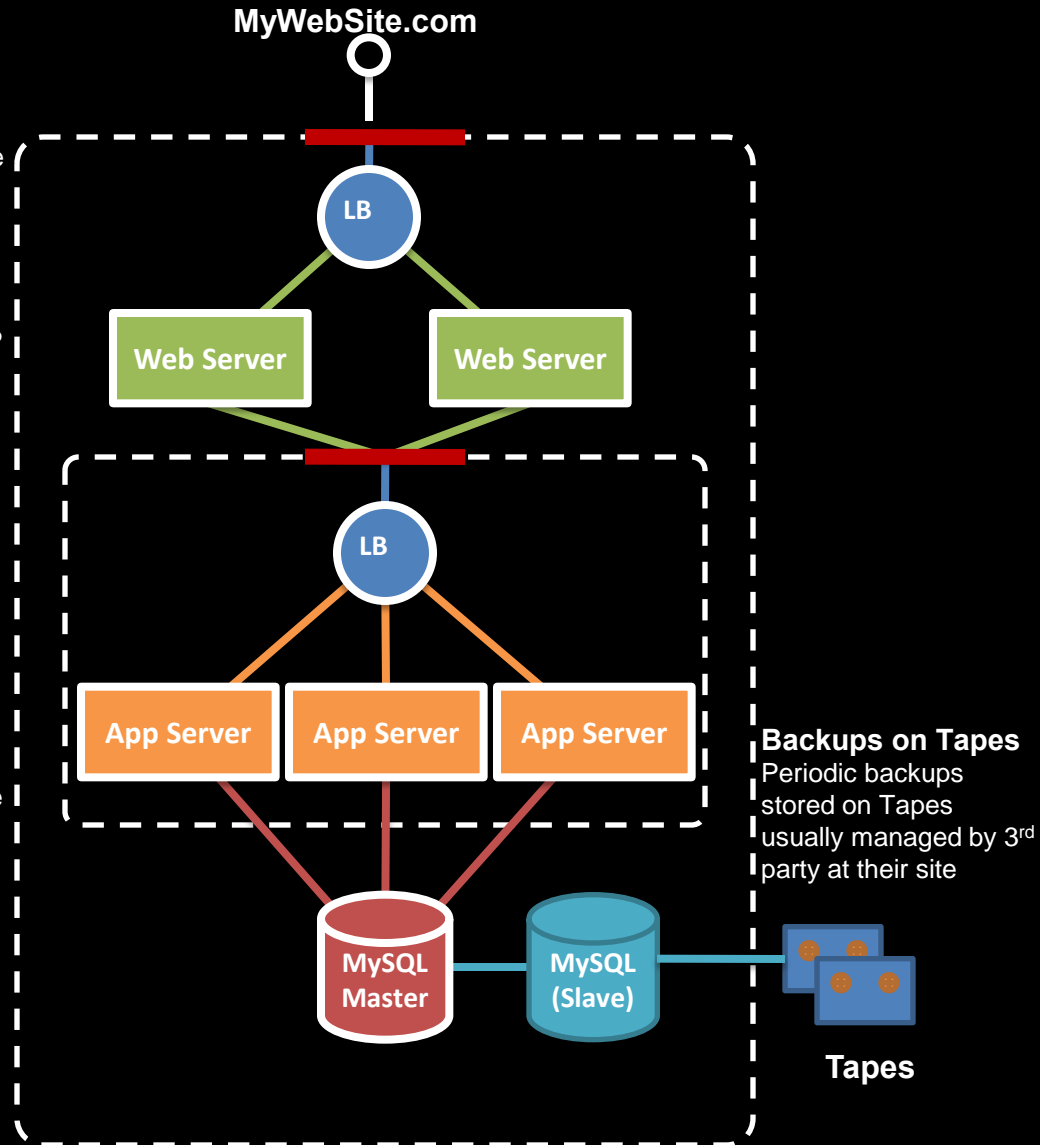 MyWebSite.com
LB
Web Server
Web Server
LB
App Server
App Server
App Server
Backups on Tapes
Periodic backups
stored on Tapes
usually managed by 3rd
party at their site
MySQL
Master
MySQL
(Slave)
Tapes